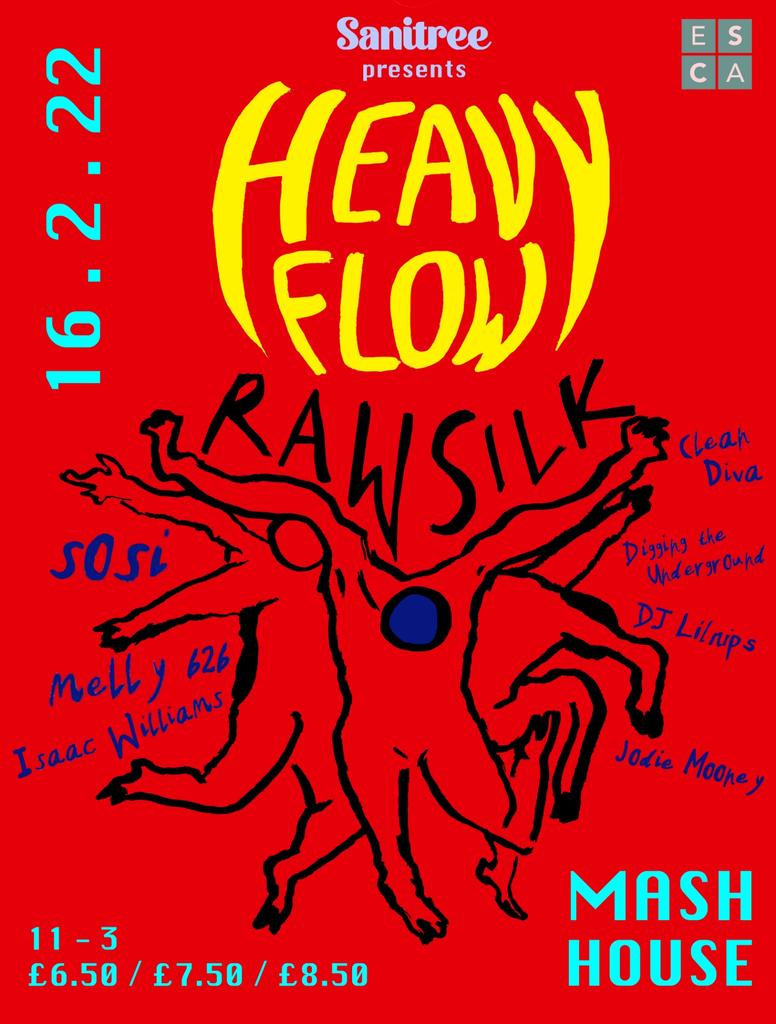 Sanitree
presents
E S
C A
16.2.22
HEAVY
FLOW
RAWSILK
Clean
Diva
sosi
Digging the
Underground
DJ Lilnips
Melly 626
Isaac Williams
Jodie Mooney
MASH
HOUSE
11 - 3
£6.50 / £7.50 / £8.50